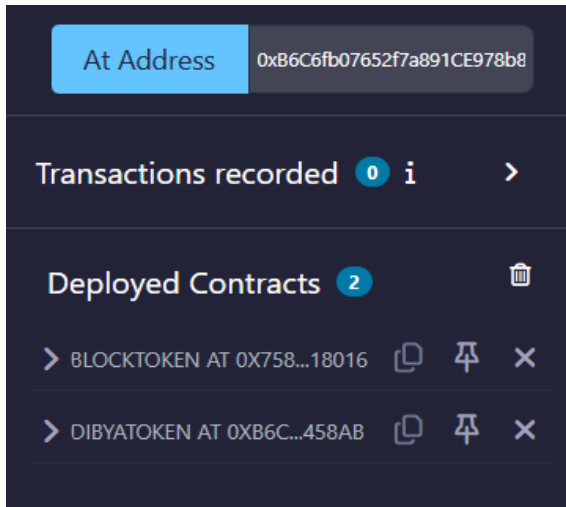 At Address 0xB6C6fb07652f7a891CE978b8
Transactions recorded 0 i
Deployed Contracts 2
BLOCKTOKEN AT 0X758...18016
DIBYATOKEN AT 0XB6C...458AB